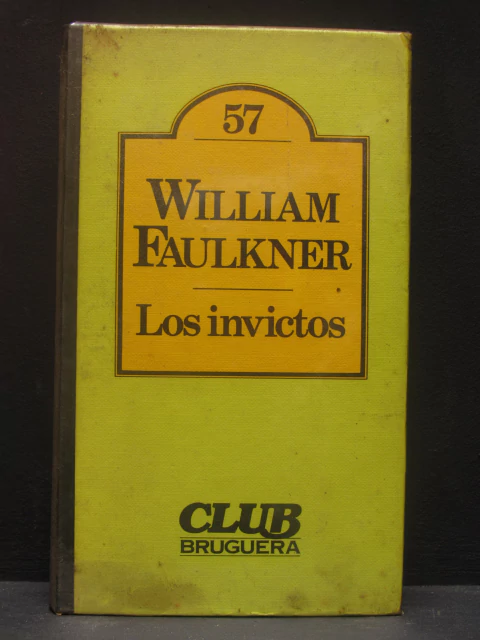 57
WILLIAM
FAULKNER
Los invictos
CLUB
BRUGUERA